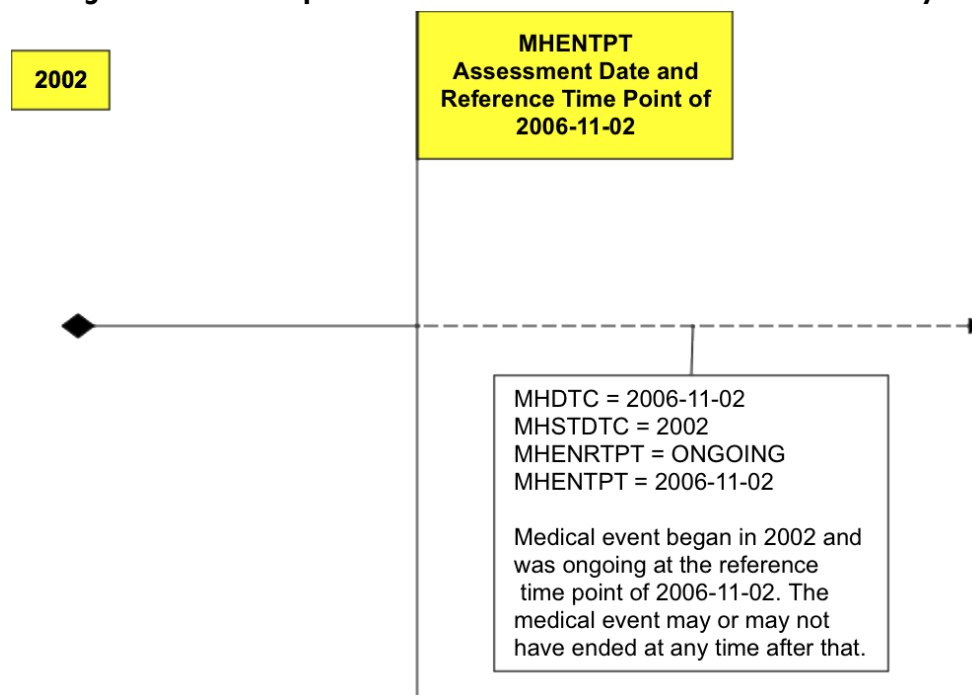 2002
MHENTPT
Assessment Date and
Reference Time Point of
2006-11-02
MHDTC = 2006-11-02
MHSTDTC = 2002
MHENRTPT = ONGOING
MHENTPT = 2006-11-02
Medical event began in 2002 and
was ongoing at the reference
time point of 2006-11-02. The
medical event may or may not
have ended at any time after that.